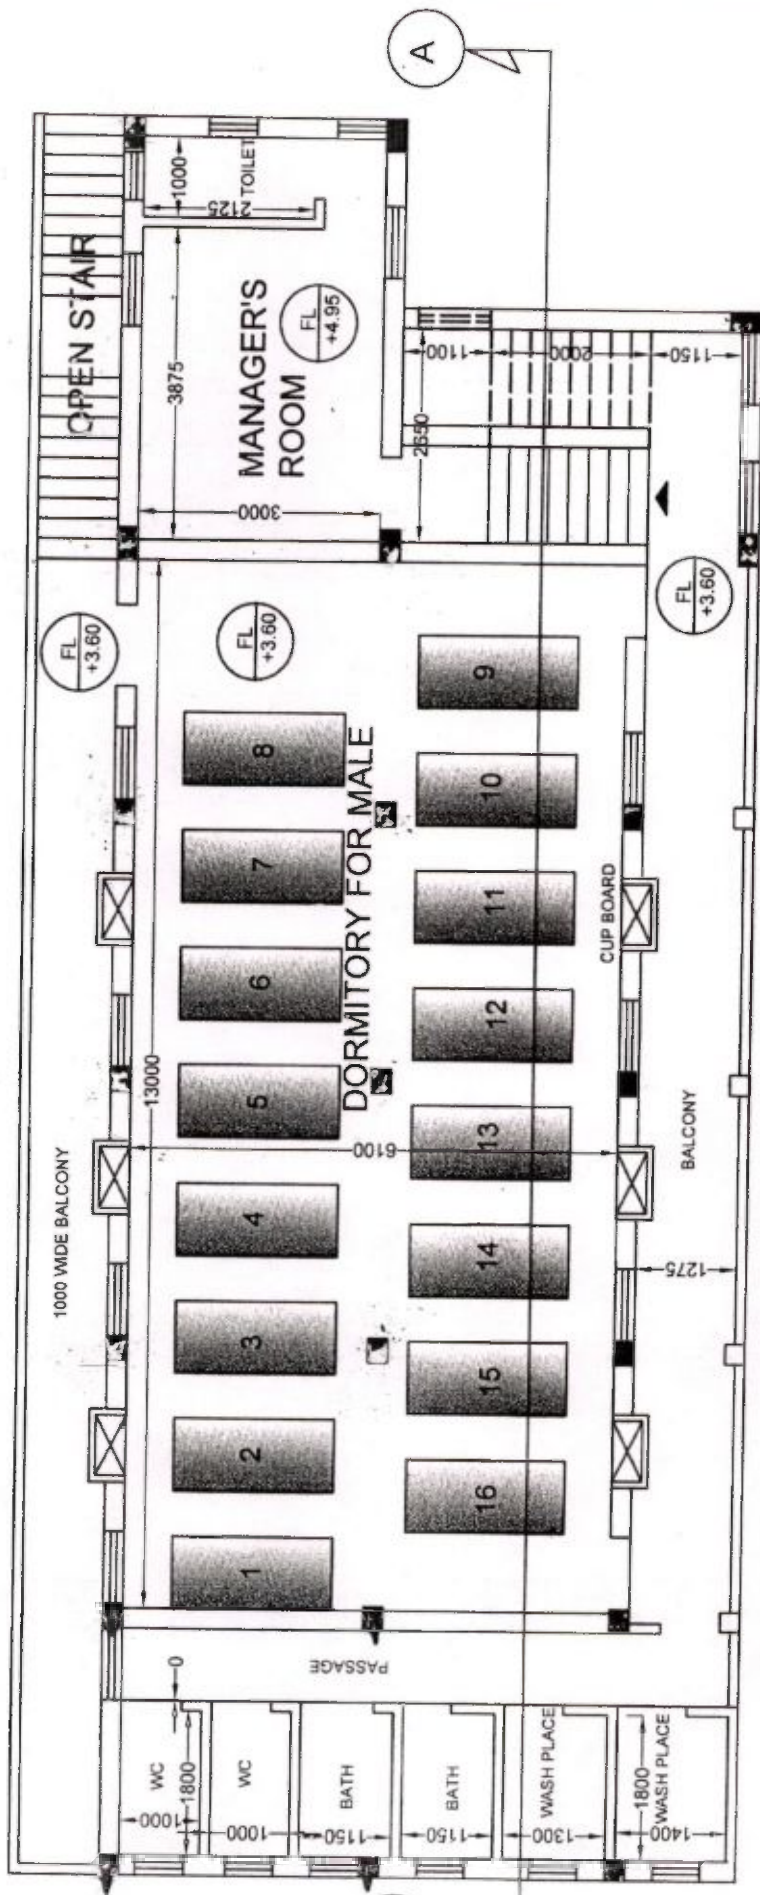 A
OPEN STAIR
1000
TOILET
2125
3875
MANAGER'S
ROOM
FL
+4.95
3000
2650
1100
2000
1150
FL
+3.60
FL
+3.60
FL
+3.60
1000 WIDE BALCONY
13000
DORMITORY FOR MALE
6100
1
2
3
4
5
6
7
8
9
10
11
12
13
14
15
16
CUP BOARD
BALCONY
1275
PASSAGE
0
WC
1800
1000
WC
1000
BATH
1150
BATH
1150
WASH PLACE
1300
WASH PLACE
1800
1400